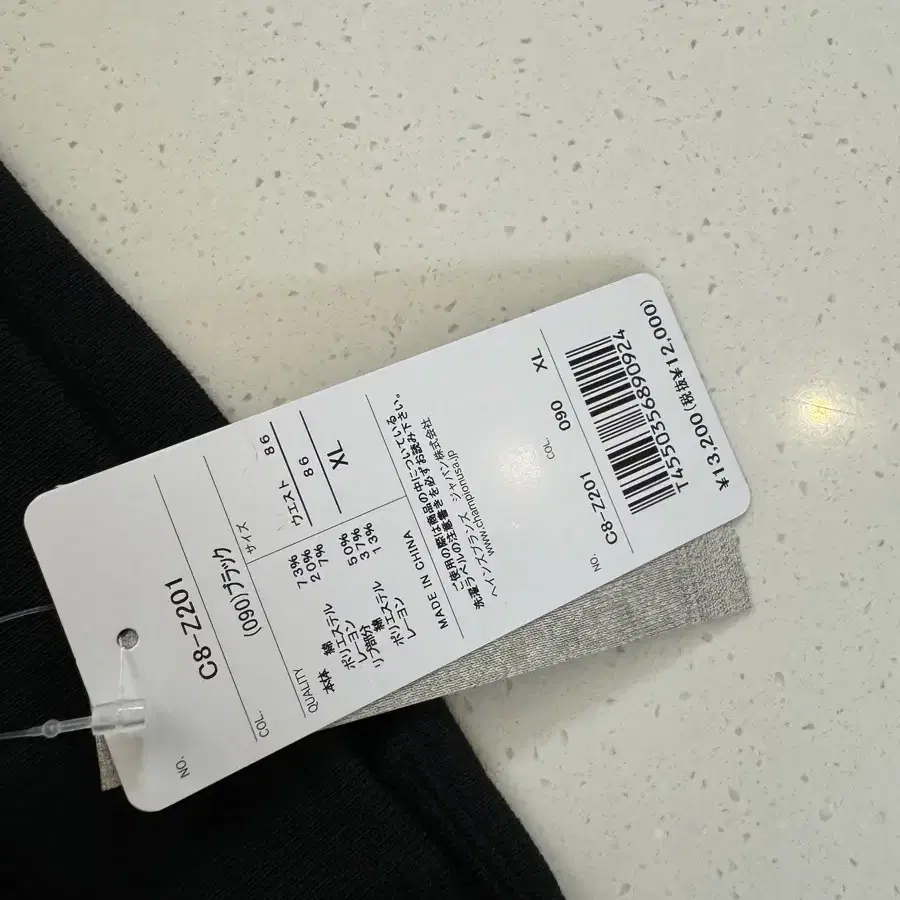 NO.
C8-Z201
COL.
(090)ブラック
サイズ
ウエスト 86
86
XL
QUALITY
本体 綿 73%
ポリエステル 20%
レーヨン 7%
リブ部分
綿 50%
ポリエステル 37%
レーヨン 13%
MADE IN CHINA
ご使用の際は商品の中についている。
洗濯ラベルの注意書きを必ずお読み下さい。
ヘインズブランズ ジャパン株式会社
www.championusa.jp
NO. COL.
C8-Z201 090 XL
T4550356890924
¥13,200(税抜¥12,000)